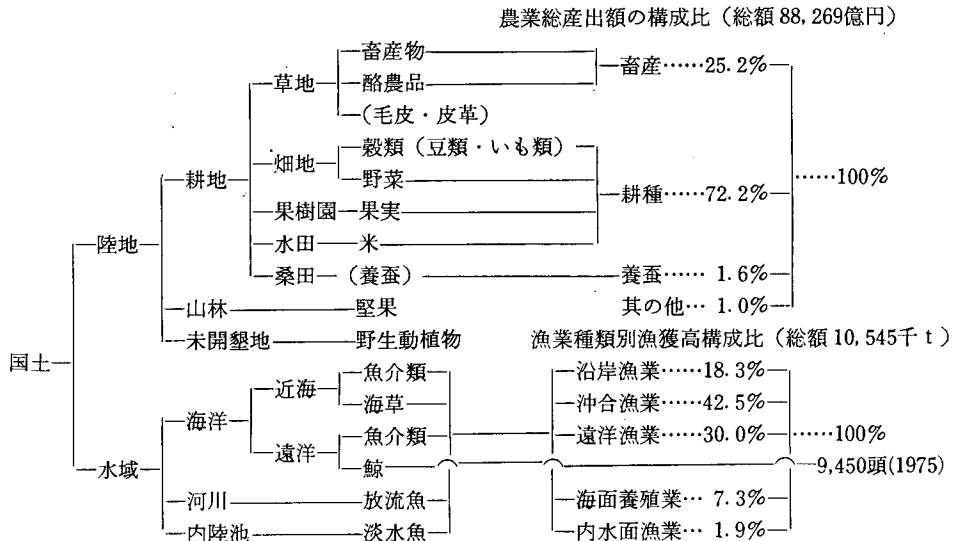 農業総産出額の構成比（総額88,269億円）
畜産物
草地 酪農品 畜産……25.2%
（毛皮・皮革）
穀類（豆類・いも類）
畑地
耕地 野菜 耕種……72.2% ……100%
果樹園 果実
水田 米
陸地
桑田 （養蚕） 養蚕…… 1.6%
山林 堅果 其の他… 1.0%
未開墾地 野生動植物 漁業種類別漁獲高構成比（総額10,545千t）
国土
魚介類 沿岸漁業……18.3%
近海
海洋 海草 沖合漁業……42.5%
魚介類 遠洋漁業……30.0% ……100%
遠洋
水域 鯨 9,450頭(1975)
河川 放流魚 海面養殖業… 7.3%
内陸池 淡水魚 内水面漁業… 1.9%